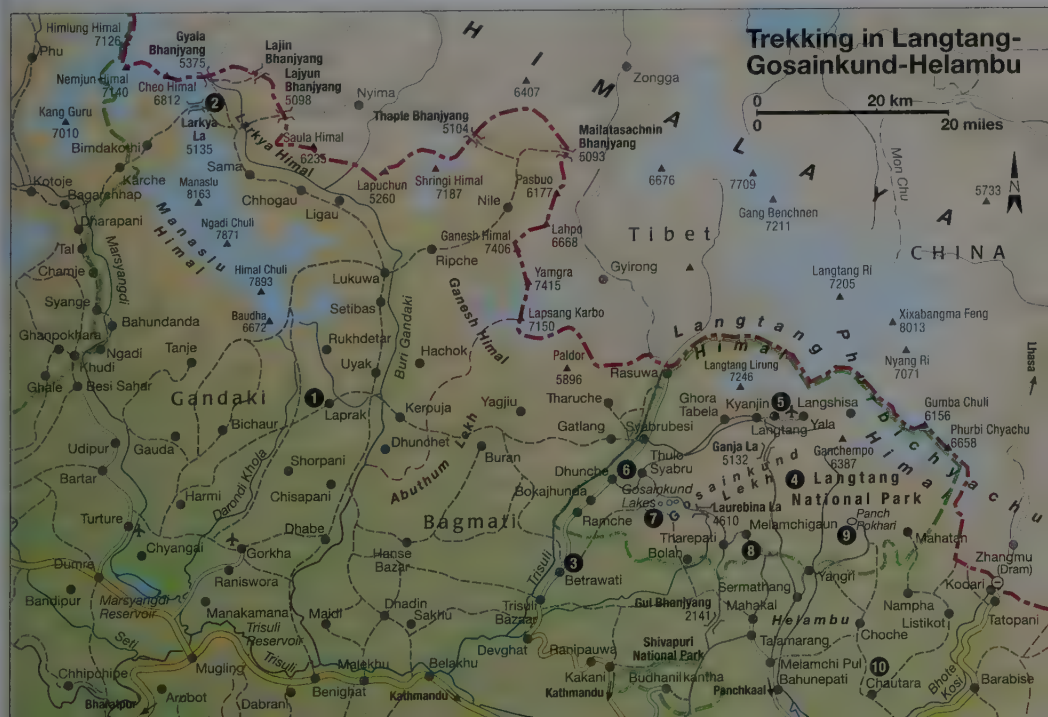 Trekking in Langtang-
Gosainkund-Helambu
0 20 km
0 20 miles
N
HIMALAYA
Himlung Himal
7126
Phu
Gyala
Bhanjyang
5375
Lajin
Bhanjyang
Lajyun
Bhanjyang
5098
Nemjun Himal
7140
Cheo Himal
6812
2
Larkya
La
5135
Larkya Himal
Kang Guru
7010
Nyima
Zongga
6407
Thaple Bhanjyang
5104
Mailatasachnin
Bhanjyang
5093
Saula Himal
6235
Bimdakothi
Sama
Karche
Kotoje
Bagarchhap
Manaslu
8163
Chhogau
Ligau
Lapuchun
5260
Shringi Himal
7187
Pasbuo
6177
Nile
6676
7709
Gang Benchnen
7211
Mon Chu
5733
Dharapani
Manaslu
Himal
Ngadi Chuli
7871
Tal
Marsyangdi
Ganesh Himal
7406
Ripche
Lahpo
6668
Tibet
CHINA
Chamje
Himal Chuli
7893
Lukuwa
Yamgra
7415
Gyirong
Langtang Ri
7205
Syange
Setibas
Baudha
6672
Ganesh Himal
Lapsang Karbo
7150
Xixabangma Feng
8013
Bahundanda
Ghanpokhara
Ngadi
Khudi
Tanje
Rukhdetar
Buri Gandaki
Hachok
Langtang
Himal
Nyang Ri
7071
Lhasa
Ghale
Besi Sahar
Uyak
Paldor
5896
Rasuwa
Langtang Lirung
7246
Phurbichyachu
Himal
Gumba Chuli
6156
Gandaki
1
Laprak
Kerpuja
Yagjiu
Tharuche
Ghora
Tabela
Kyanjin
5
Langshisa
Langtang
Yala
Phurbi Chyachu
6658
Bichaur
Udipur
Gauda
Dhundhet
Abuthum Lekh
Buran
Gatlang
Syabrubesi
Ganja La
5132
Ganchempo
6387
Bartar
Shorpani
Chisapani
Darondi Khola
Dhunche
6
Thulo
Syabru
Bokajhunda
Gosainkund
Lakes
Gosainkund
Lekh
4
Langtang
National Park
Harmi
Bagmati
Ramche
7
Laurebina La
4610
Melamchigaun
Panch
Pokhari
9
Mahatan
Turture
Dhabe
Chyangai
Gorkha
Hanse
Bazar
3
Trisuli
Betrawati
Tharepati
Bolan
8
Zhangmu
(Dram)
Dumra
Raniswora
Sermathang
Yangri
Kodari
Bandipur
Marsyangdi
Reservoir
Manakamana
Trisuli
Reservoir
Maidi
Dhadin
Sakhu
Trisuli
Bazaar
Gul Bhanjyang
2141
Mahakal
Helambu
Nampha
Listikot
Tatopani
Seti
Devghat
Ranipauwa
Shivapuri
National Park
Talamarang
Choche
Chhipchipe
Mugling
Trisuli
Malekhu
Belakhu
Kakani
Budhanilkantha
Melamchi Pul
Bahunepati
10
Chautara
Bhote
Kosi
Barabise
Bharatpur
Arobot
Dabran
Benighat
Kathmandu
Kathmandu
Panchkaal